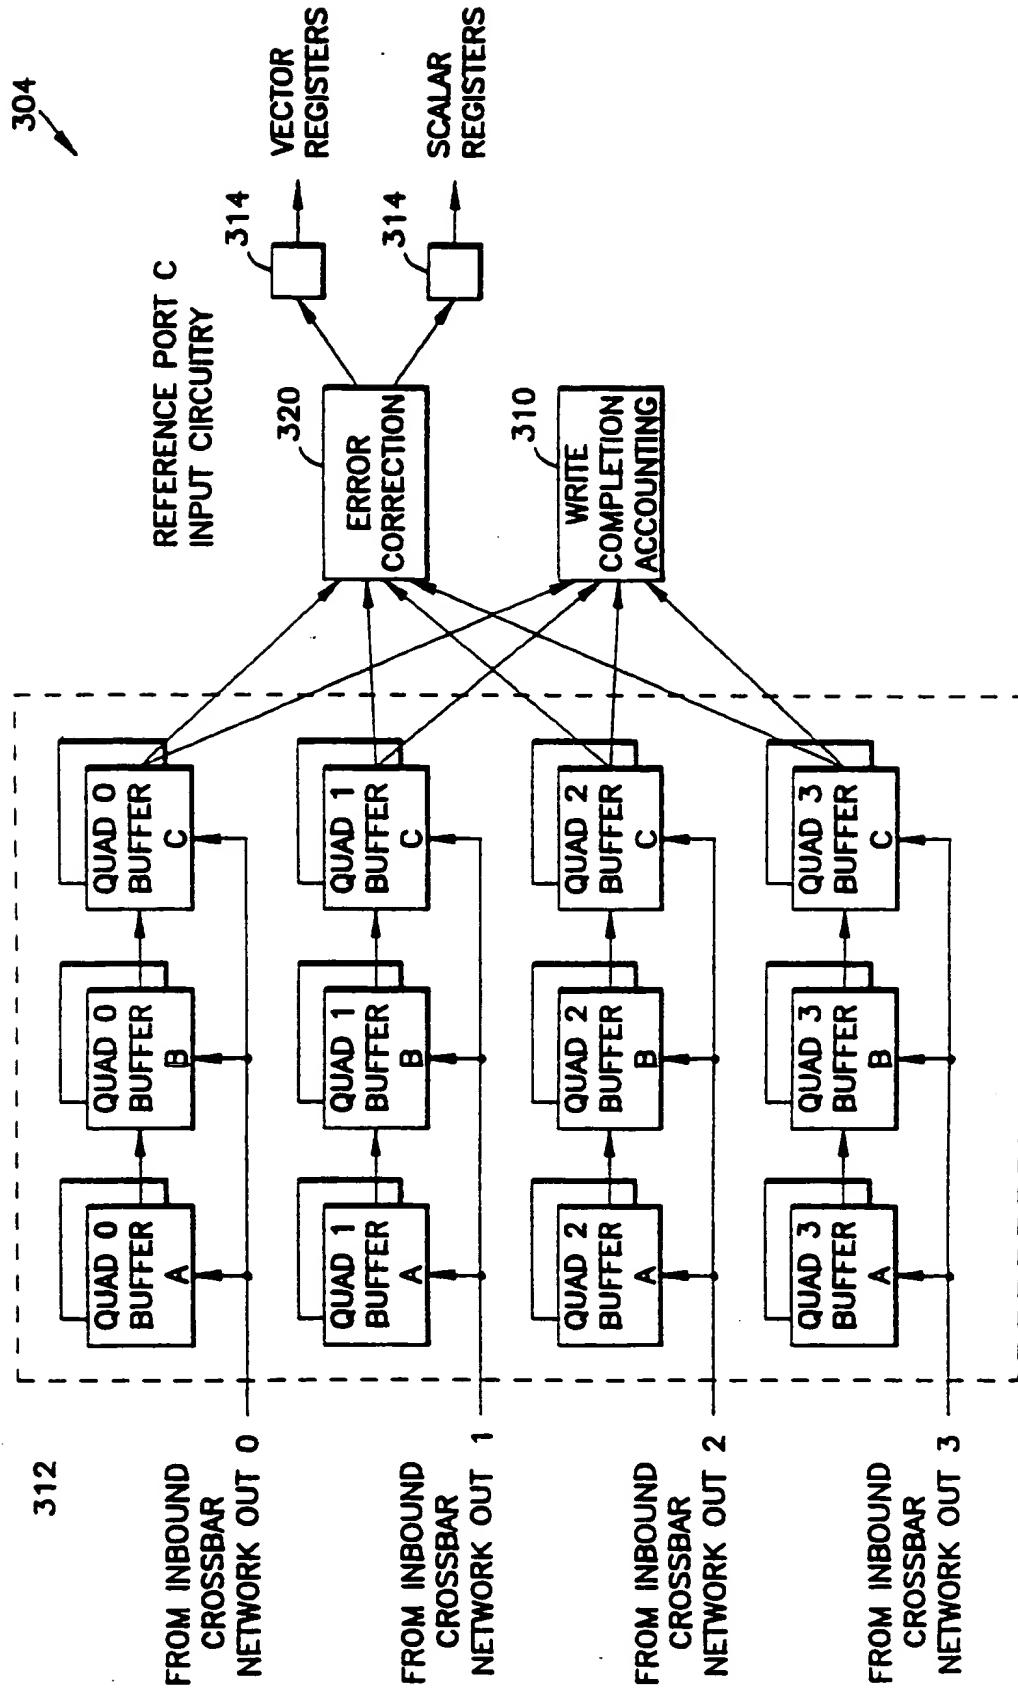 304
REFERENCE PORT C
INPUT CIRCUITRY
312
FROM INBOUND
CROSSBAR
NETWORK OUT 0
QUAD 0
BUFFER
A
QUAD 0
BUFFER
B
QUAD 0
BUFFER
C
FROM INBOUND
CROSSBAR
NETWORK OUT 1
QUAD 1
BUFFER
A
QUAD 1
BUFFER
B
QUAD 1
BUFFER
C
FROM INBOUND
CROSSBAR
NETWORK OUT 2
QUAD 2
BUFFER
A
QUAD 2
BUFFER
B
QUAD 2
BUFFER
C
FROM INBOUND
CROSSBAR
NETWORK OUT 3
QUAD 3
BUFFER
A
QUAD 3
BUFFER
B
QUAD 3
BUFFER
C
320
ERROR
CORRECTION
310
WRITE
COMPLETION
ACCOUNTING
314
VECTOR
REGISTERS
314
SCALAR
REGISTERS